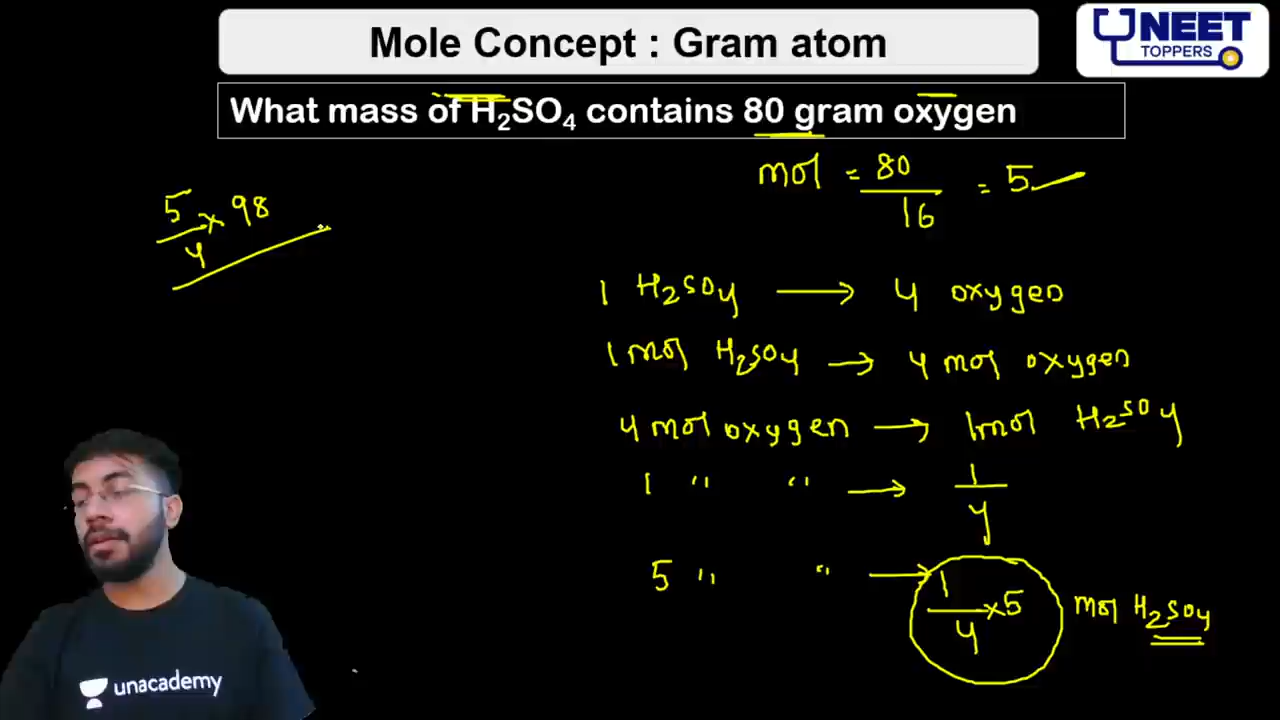 Mole Concept : Gram atom
NEET
TOPPERS
What mass of H₂SO₄ contains 80 gram oxygen
mol = 80/16 = 5
5/4 × 98
1 H₂SO₄ → 4 oxygen
1 mol H₂SO₄ → 4 mol oxygen
4 mol oxygen → 1 mol H₂SO₄
1 " " → 1/4
5 " " → 1/4 × 5 mol H₂SO₄
unacademy